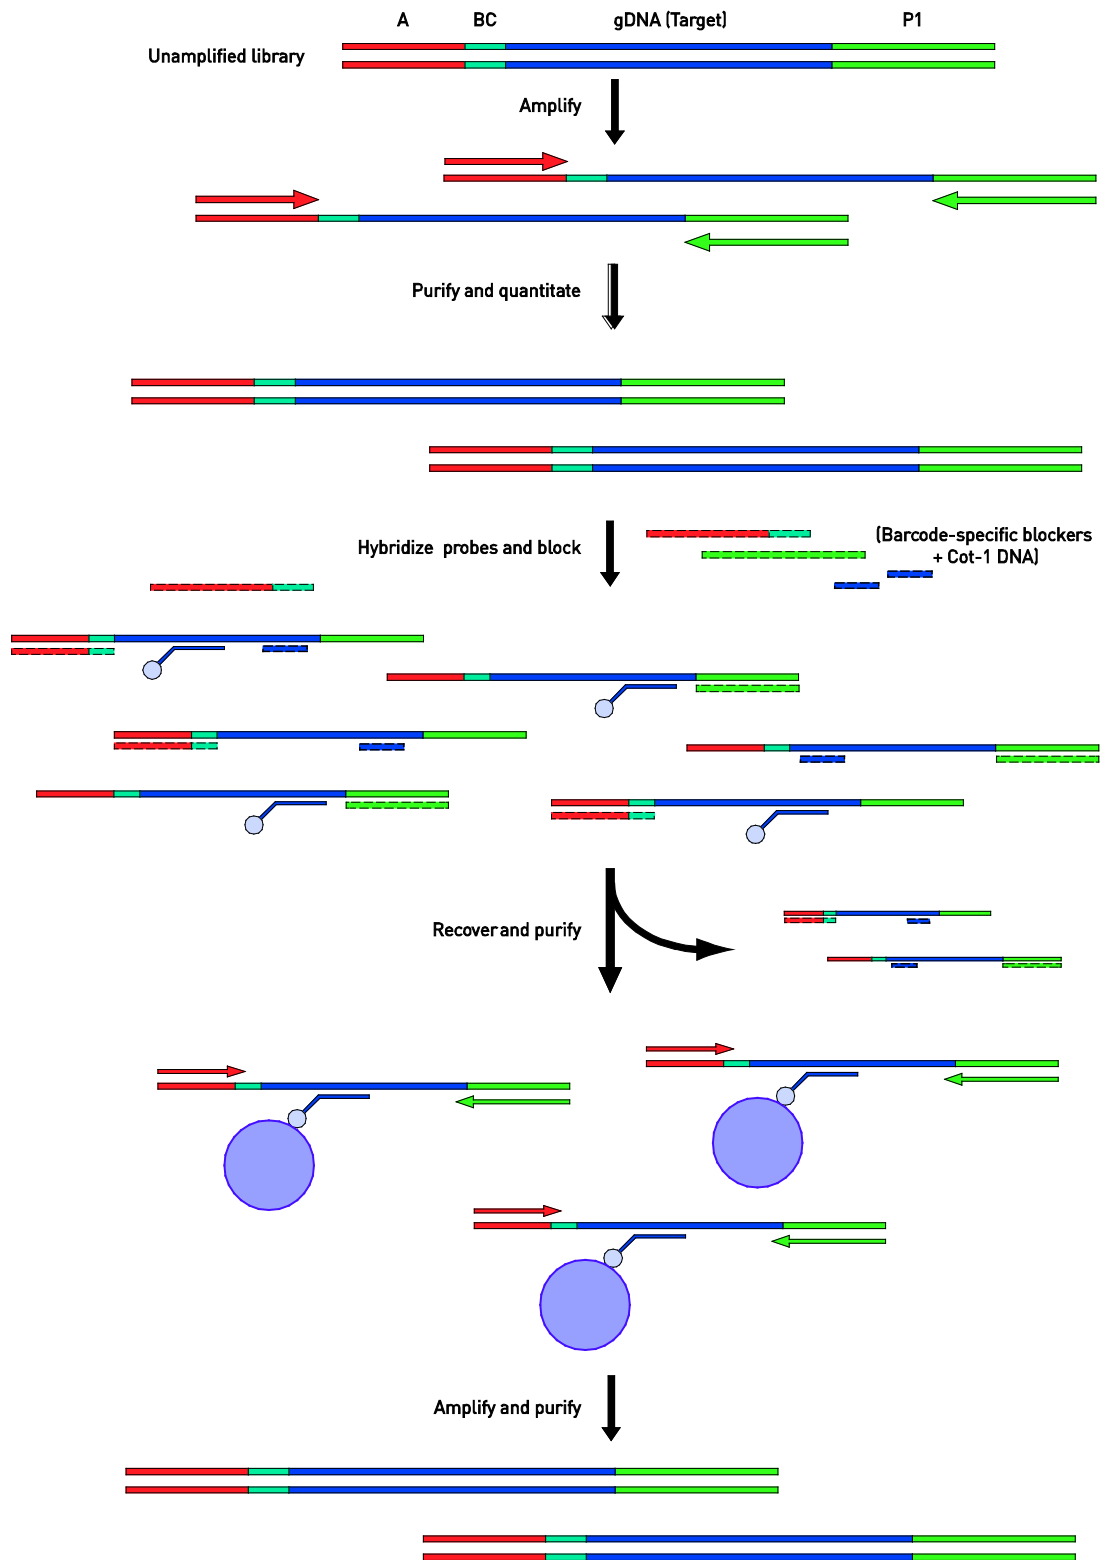 A BC gDNA (Target) P1
Unamplified library
Amplify
Purify and quantitate
Hybridize probes and block
(Barcode-specific blockers
+ Cot-1 DNA)
Recover and purify
Amplify and purify